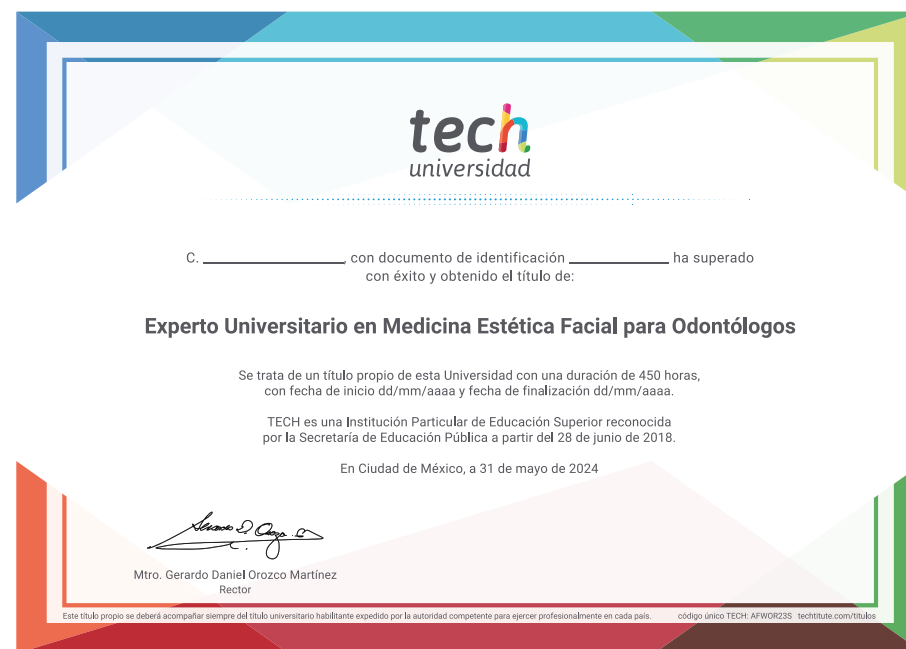 tech
universidad
C. ____________, con documento de identificación ____________ ha superado
con éxito y obtenido el título de:
Experto Universitario en Medicina Estética Facial para Odontólogos
Se trata de un título propio de esta Universidad con una duración de 450 horas,
con fecha de inicio dd/mm/aaaa y fecha de finalización dd/mm/aaaa.
TECH es una Institución Particular de Educación Superior reconocida
por la Secretaría de Educación Pública a partir del 28 de junio de 2018.
En Ciudad de México, a 31 de mayo de 2024
Mtro. Gerardo Daniel Orozco Martínez
Rector
Este título propio se deberá acompañar siempre del título universitario habilitante expedido por la autoridad competente para ejercer profesionalmente en cada país. código único TECH: AFWOR23S techtitute.com/titulos